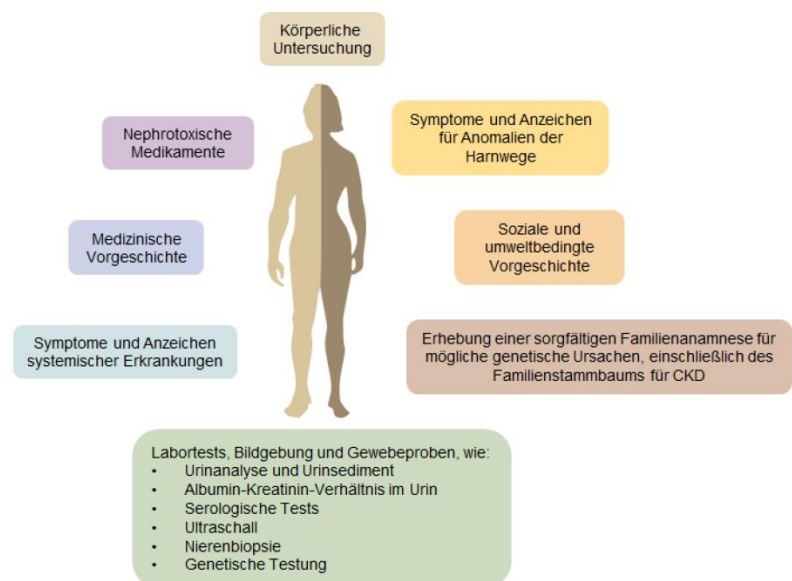 Körperliche
Untersuchung
Nephrotoxische
Medikamente
Symptome und Anzeichen
für Anomalien der
Harnwege
Medizinische
Vorgeschichte
Soziale und
umweltbedingte
Vorgeschichte
Symptome und Anzeichen
systemischer Erkrankungen
Erhebung einer sorgfältigen Familienanamnese für
mögliche genetische Ursachen, einschließlich des
Familienstammbaums für CKD
Labortests, Bildgebung und Gewebeproben, wie:
• Urinanalyse und Urinsediment
• Albumin-Kreatinin-Verhältnis im Urin
• Serologische Tests
• Ultraschall
• Nierenbiopsie
• Genetische Testung